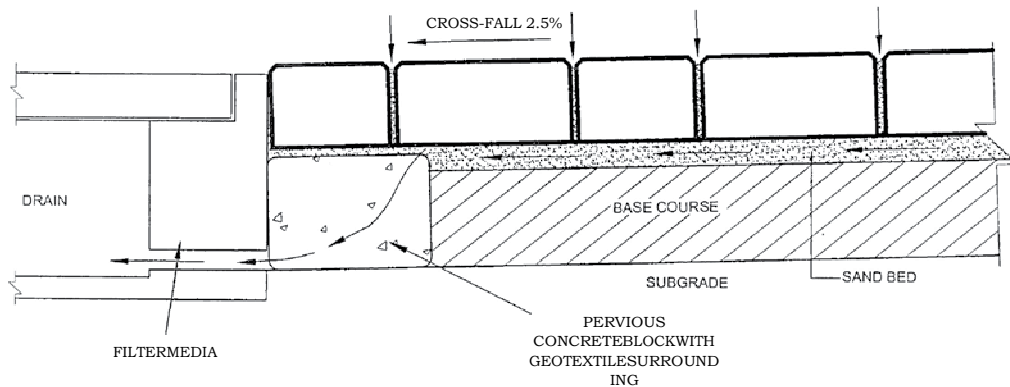 CROSS-FALL 2.5%
DRAIN
BASE COURSE
SUBGRADE
SAND BED
FILTERMEDIA
PERVIOUS
CONCRETEBLOCKWITH
GEOTEXTILESURROUND
ING